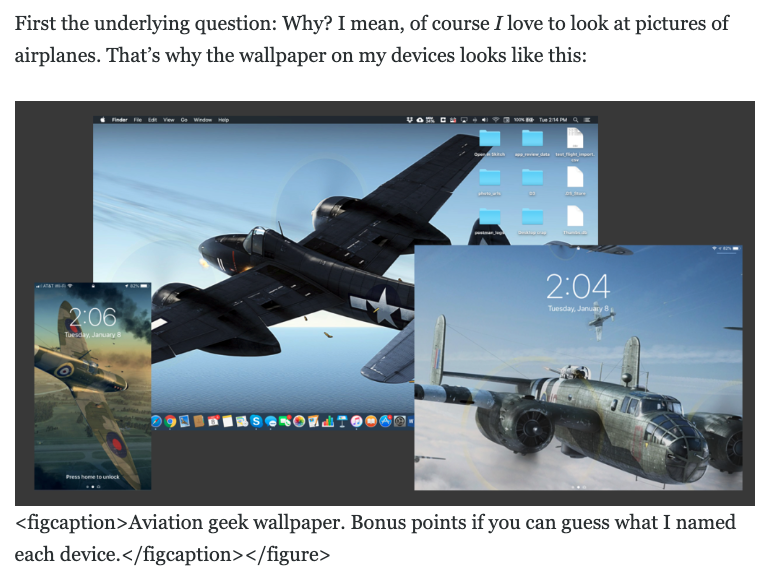 First the underlying question: Why? I mean, of course I love to look at pictures of
airplanes. That’s why the wallpaper on my devices looks like this:
Finder File Edit View Go Window Help
100% Tue 2:14 PM
app_review_data
2:06
Tuesday, January 8
Press home to unlock
2:04
Tuesday, January 8
<figcaption>Aviation geek wallpaper. Bonus points if you can guess what I named
each device.</figcaption></figure>